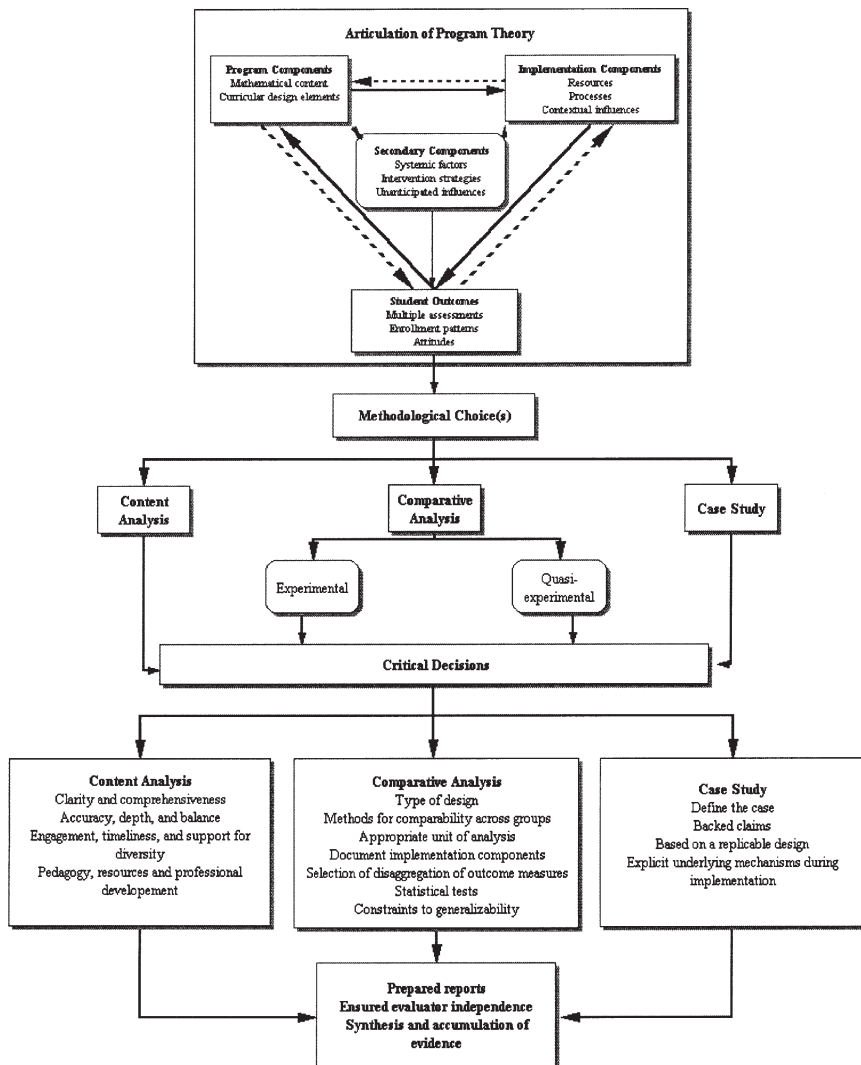 Articulation of Program Theory
Program Components
Mathematical content
Curricular design elements
Implementation Components
Resources
Processes
Contextual influences
Secondary Components
Systemic factors
Intervention strategies
Unanticipated influences
Student Outcomes
Multiple assessments
Enrollment patterns
Attitudes
Methodological Choice(s)
Content
Analysis
Comparative
Analysis
Case Study
Experimental
Quasi-
experimental
Critical Decisions
Content Analysis
Clarity and comprehensiveness
Accuracy, depth, and balance
Engagement, timeliness, and support for
diversity
Pedagogy, resources and professional
developement
Comparative Analysis
Type of design
Methods for comparability across groups
Appropriate unit of analysis
Document implementation components
Selection of disaggregation of outcome measures
Statistical tests
Constraints to generalizability
Case Study
Define the case
Backed claims
Based on a replicable design
Explicit underlying mechanisms during
implementation
Prepared reports
Ensured evaluator independence
Synthesis and accumulation of
evidence